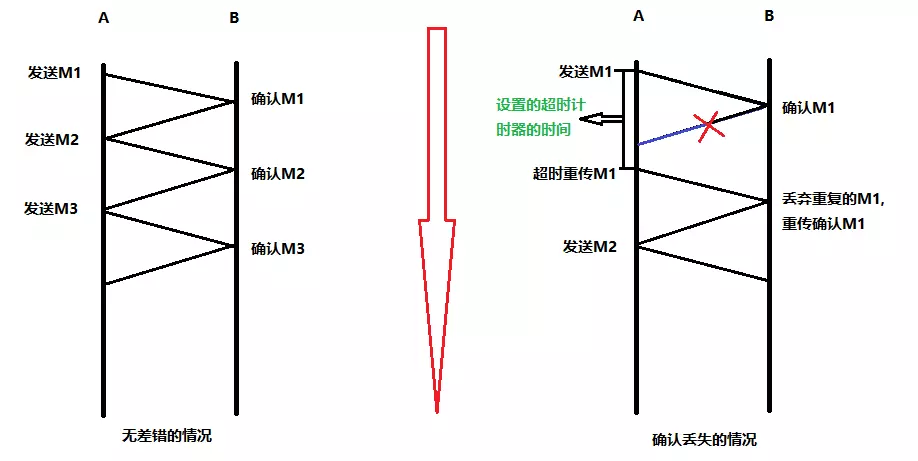 A
B
发送M1
确认M1
发送M2
确认M2
发送M3
确认M3
无差错的情况
A
B
发送M1
设置的超时计
时器的时间
确认M1
超时重传M1
丢弃重复的M1,
重传确认M1
发送M2
确认丢失的情况